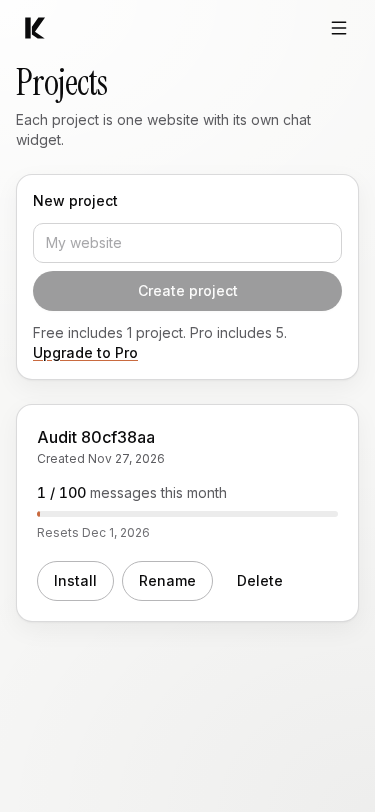 K
Projects
Each project is one website with its own chat
widget.
New project
My website
Create project
Free includes 1 project. Pro includes 5.
Upgrade to Pro
Audit 80cf38aa
Created Nov 27, 2026
1 / 100 messages this month
Resets Dec 1, 2026
Install Rename Delete